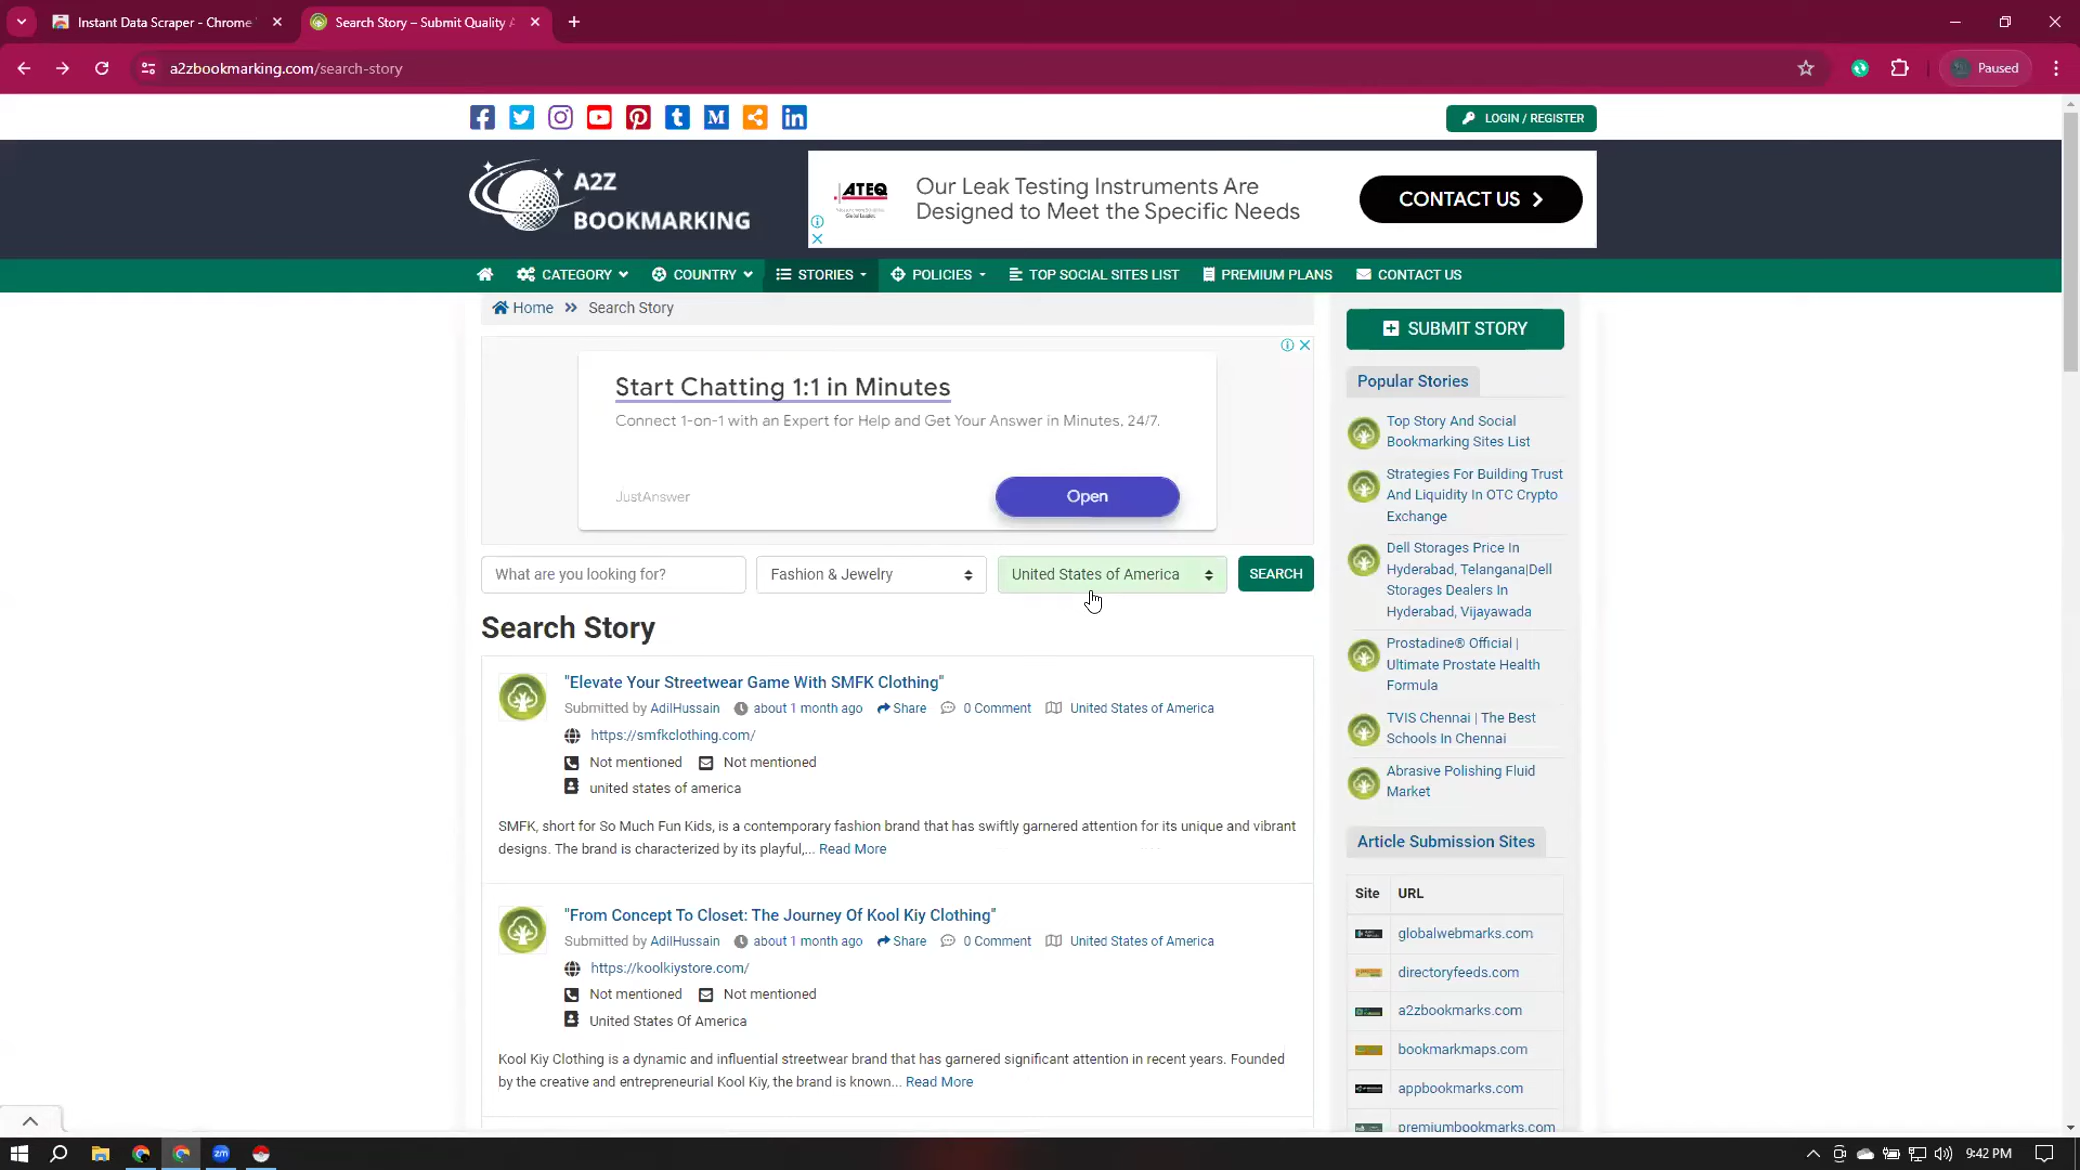 Instant Data Scraper - Chrome
Search Story – Submit Quality A
a2zbookmarking.com/search-story
Paused
LOGIN / REGISTER
A2Z
BOOKMARKING
ATEQ
Our Leak Testing Instruments Are
Designed to Meet the Specific Needs
CONTACT US
CATEGORY
COUNTRY
STORIES
POLICIES
TOP SOCIAL SITES LIST
PREMIUM PLANS
CONTACT US
Home » Search Story
Start Chatting 1:1 in Minutes
Connect 1-on-1 with an Expert for Help and Get Your Answer in Minutes, 24/7.
JustAnswer
Open
What are you looking for?
Fashion & Jewelry
United States of America
SEARCH
Search Story
"Elevate Your Streetwear Game With SMFK Clothing"
Submitted by AdilHussain about 1 month ago Share 0 Comment United States of America
https://smfkclothing.com/
Not mentioned Not mentioned
united states of america
SMFK, short for So Much Fun Kids, is a contemporary fashion brand that has swiftly garnered attention for its unique and vibrant
designs. The brand is characterized by its playful,... Read More
"From Concept To Closet: The Journey Of Kool Kiy Clothing"
Submitted by AdilHussain about 1 month ago Share 0 Comment United States of America
https://koolkiystore.com/
Not mentioned Not mentioned
United States Of America
Kool Kiy Clothing is a dynamic and influential streetwear brand that has garnered significant attention in recent years. Founded
by the creative and entrepreneurial Kool Kiy, the brand is known... Read More
SUBMIT STORY
Popular Stories
Top Story And Social
Bookmarking Sites List
Strategies For Building Trust
And Liquidity In OTC Crypto
Exchange
Dell Storages Price In
Hyderabad, Telangana|Dell
Storages Dealers In
Hyderabad, Vijayawada
Prostadine® Official |
Ultimate Prostate Health
Formula
TVIS Chennai | The Best
Schools In Chennai
Abrasive Polishing Fluid
Market
Article Submission Sites
Site URL
globalwebmarks.com
directoryfeeds.com
a2zbookmarks.com
bookmarkmaps.com
appbookmarks.com
premiumbookmarks.com
zm
9:42 PM